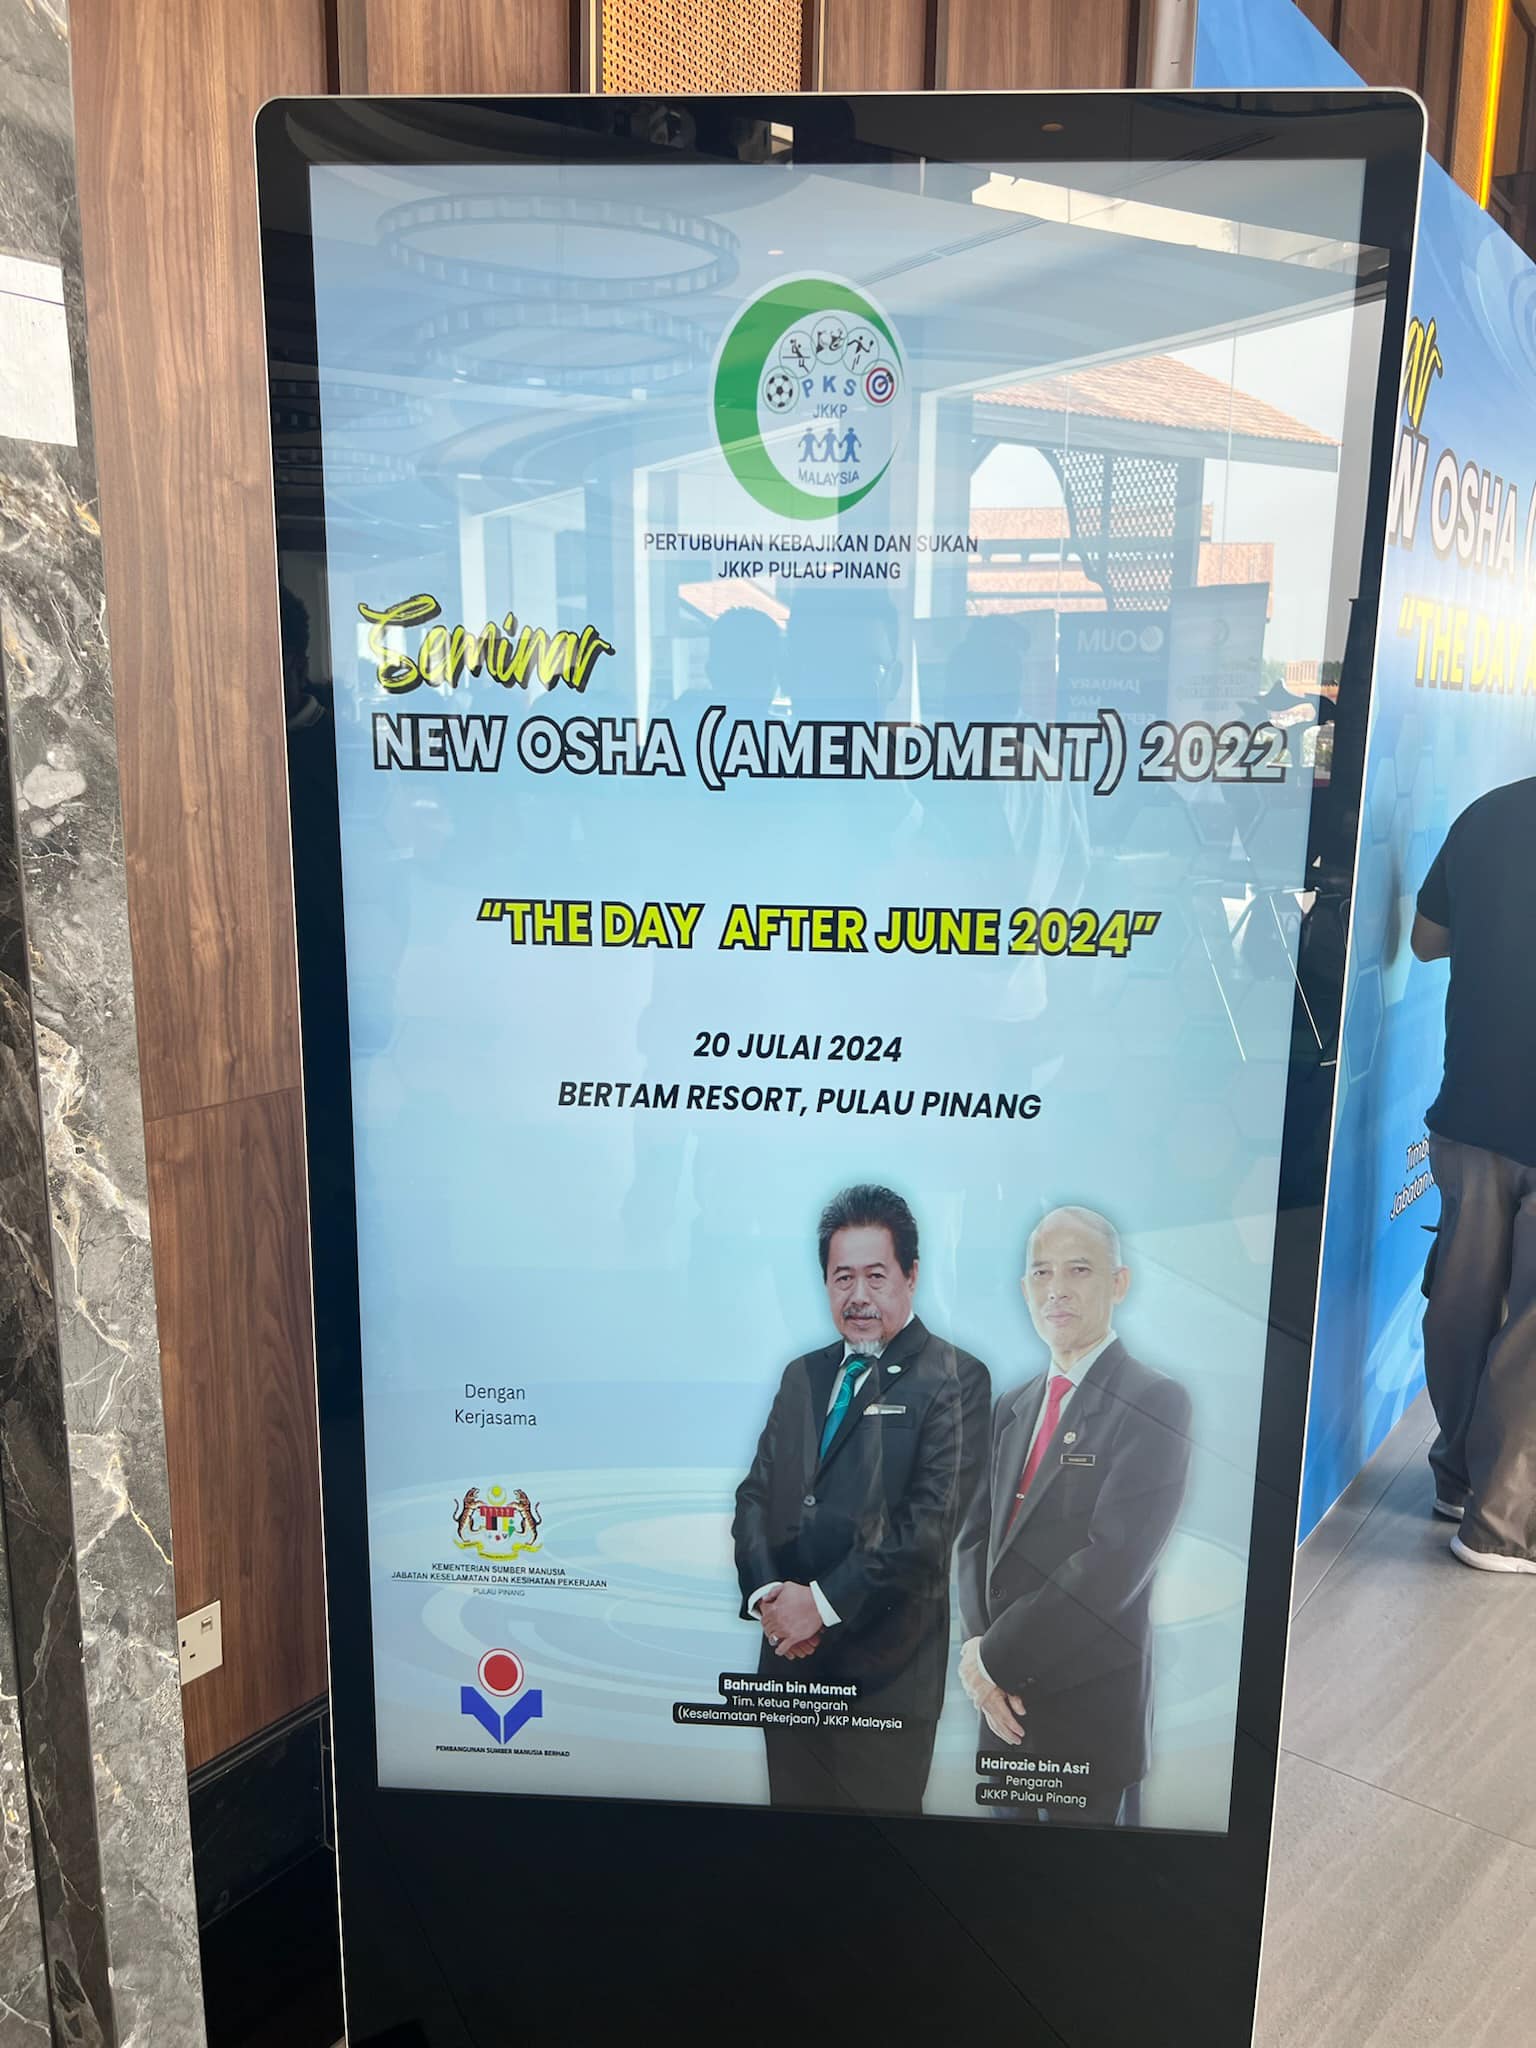 PKS
JKKP
MALAYSIA
PERTUBUHAN KEBAJIKAN DAN SUKAN
JKKP PULAU PINANG
Seminar
NEW OSHA (AMENDMENT) 2022
"THE DAY AFTER JUNE 2024"
20 JULAI 2024
BERTAM RESORT, PULAU PINANG
Dengan
Kerjasama
KEMENTERIAN SUMBER MANUSIA
JABATAN KESELAMATAN DAN KESIHATAN PEKERJAAN
PULAU PINANG
PEMBANGUNAN SUMBER MANUSIA BERHAD
Bahrudin bin Mamat
Tim. Ketua Pengarah
(Keselamatan Pekerjaan) JKKP Malaysia
Hairozie bin Asri
Pengarah
JKKP Pulau Pinang
OUM
JANUARY
MAY
W OSHA
"THE DAY